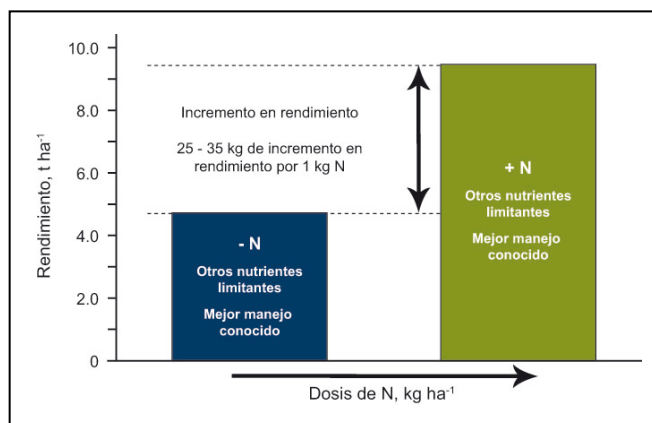 10.0
8.0
6.0
4.0
2.0
0
Rendimiento, t ha⁻¹
Incremento en rendimiento
25 - 35 kg de incremento en
rendimiento por 1 kg N
- N
Otros nutrientes
limitantes
Mejor manejo
conocido
+ N
Otros nutrientes
limitantes
Mejor manejo
conocido
Dosis de N, kg ha⁻¹